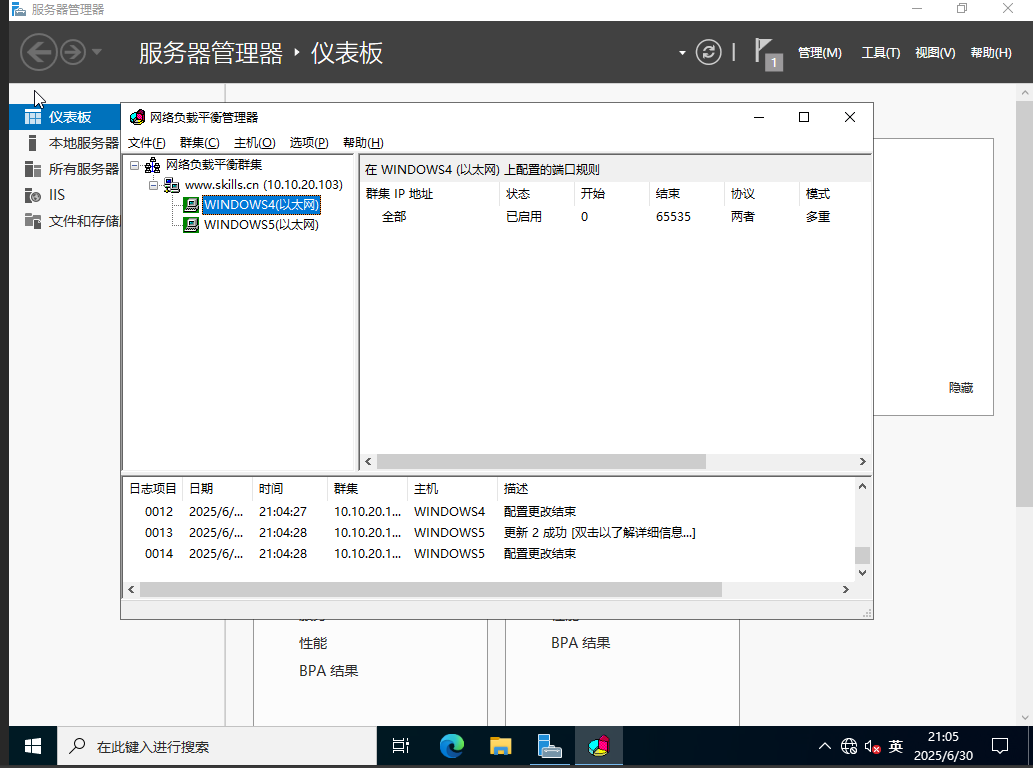 服务器管理器
服务器管理器 · 仪表板
1
管理(M) 工具(T) 视图(V) 帮助(H)
仪表板
本地服务器
所有服务器
IIS
文件和存储
网络负载平衡管理器
文件(F) 群集(C) 主机(O) 选项(P) 帮助(H)
网络负载平衡群集
www.skills.cn (10.10.20.103)
WINDOWS4(以太网)
WINDOWS5(以太网)
在 WINDOWS4 (以太网) 上配置的端口规则
群集 IP 地址 状态 开始 结束 协议 模式
全部 已启用 0 65535 两者 多重
隐藏
日志项目 日期 时间 群集 主机 描述
0012 2025/6/... 21:04:27 10.10.20.1... WINDOWS4 配置更改结束
0013 2025/6/... 21:04:28 10.10.20.1... WINDOWS5 更新 2 成功 [双击以了解详细信息...]
0014 2025/6/... 21:04:28 10.10.20.1... WINDOWS5 配置更改结束
性能
BPA 结果
BPA 结果
在此键入进行搜索
英
21:05
2025/6/30